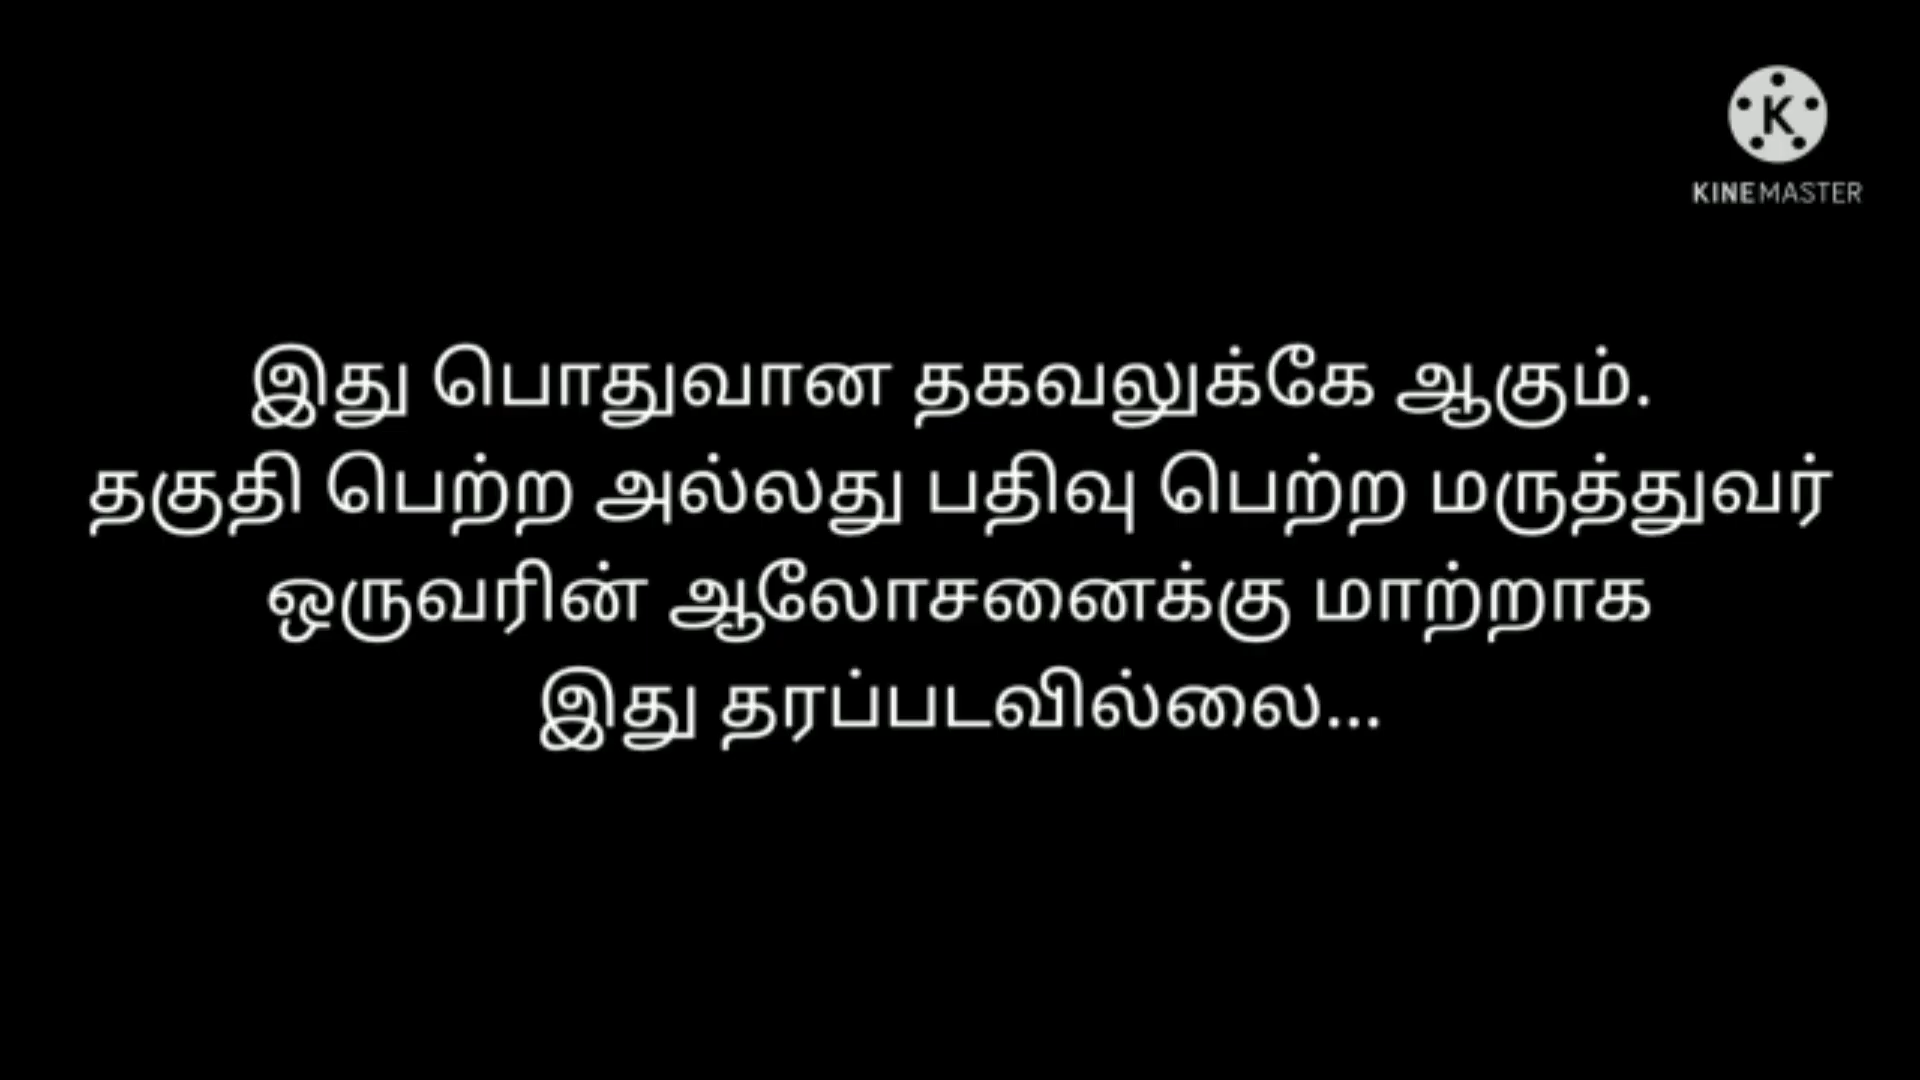 KINEMASTER
இது பொதுவான தகவலுக்கே ஆகும்.
தகுதி பெற்ற அல்லது பதிவு பெற்ற மருத்துவர்
ஒருவரின் ஆலோசனைக்கு மாற்றாக
இது தரப்படவில்லை...